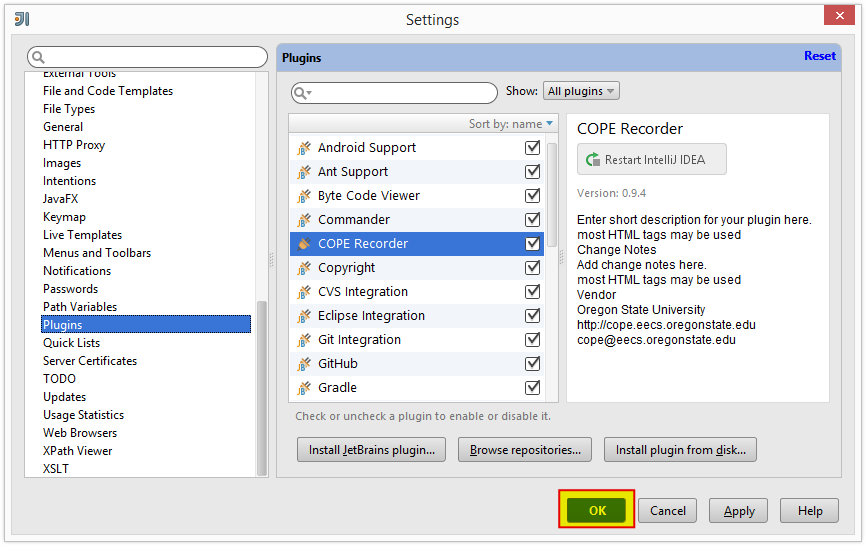 Settings
External Tools
File and Code Templates
File Types
General
HTTP Proxy
Images
Intentions
JavaFX
Keymap
Live Templates
Menus and Toolbars
Notifications
Passwords
Path Variables
Plugins
Quick Lists
Server Certificates
TODO
Updates
Usage Statistics
Web Browsers
XPath Viewer
XSLT
Plugins
Reset
Show: All plugins
Sort by: name
Android Support
Ant Support
Byte Code Viewer
Commander
COPE Recorder
Copyright
CVS Integration
Eclipse Integration
Git Integration
GitHub
Gradle
COPE Recorder
Restart IntelliJ IDEA
Version: 0.9.4
Enter short description for your plugin here.
most HTML tags may be used
Change Notes
Add change notes here.
most HTML tags may be used
Vendor
Oregon State University
http://cope.eecs.oregonstate.edu
cope@eecs.oregonstate.edu
Check or uncheck a plugin to enable or disable it.
Install JetBrains plugin... Browse repositories... Install plugin from disk...
OK Cancel Apply Help